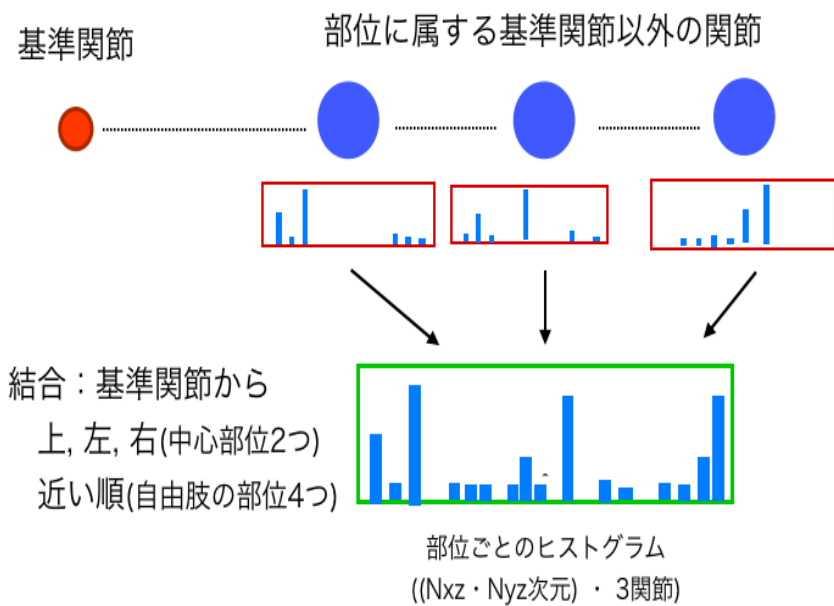 基準関節
部位に属する基準関節以外の関節
結合：基準関節から
上, 左, 右(中心部位2つ)
近い順(自由肢の部位4つ)
部位ごとのヒストグラム
((Nxz・Nyz次元) ・ 3関節)